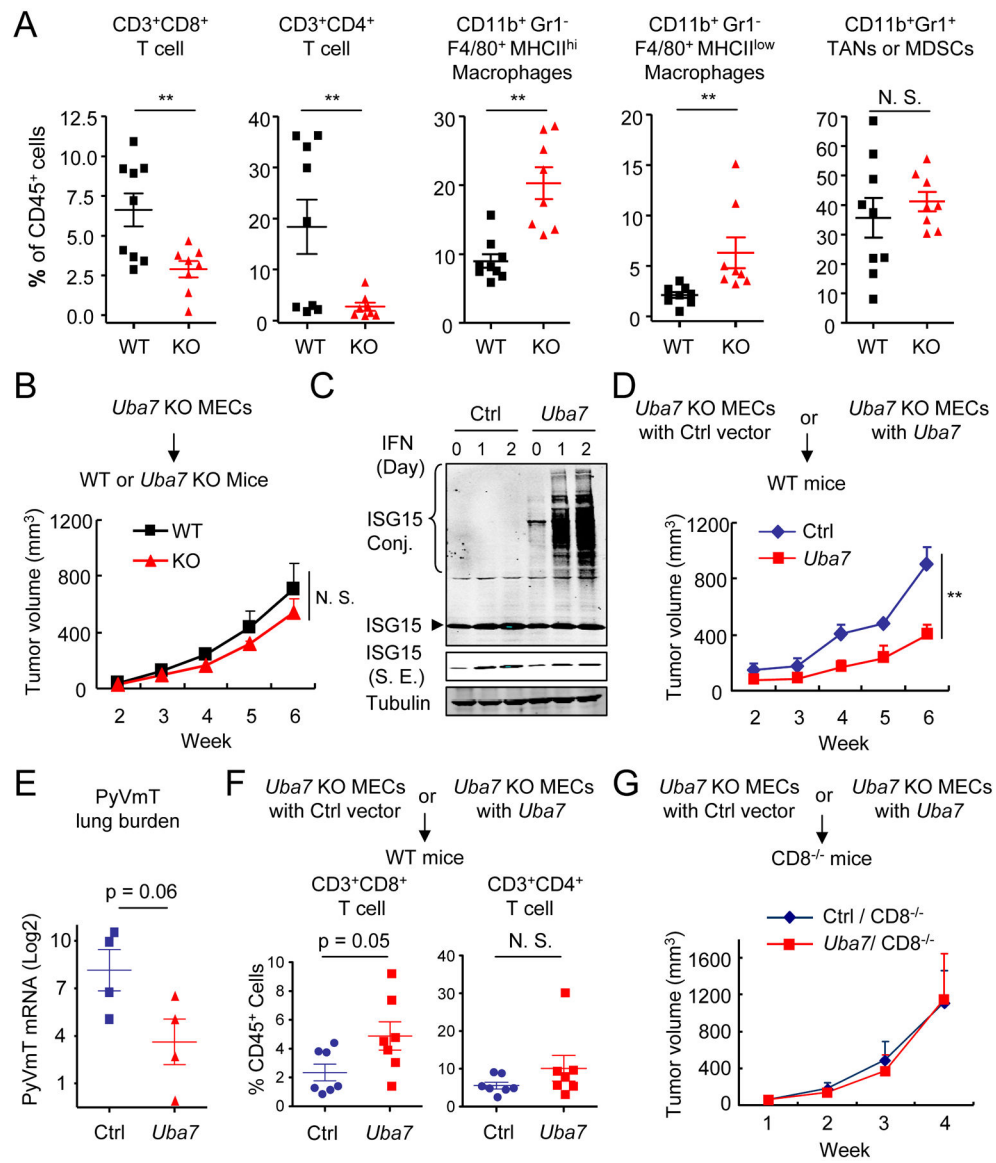 A
CD3⁺CD8⁺
T cell
CD3⁺CD4⁺
T cell
CD11b⁺ Gr1⁻
F4/80⁺ MHCIIʰⁱ
Macrophages
CD11b⁺ Gr1⁻
F4/80⁺ MHCIIˡᵒʷ
Macrophages
CD11b⁺Gr1⁺
TANs or MDSCs
% of CD45⁺ cells
**
12.5
10.0
7.5
5.0
2.5
0.0
WT KO
**
40
30
20
10
0
WT KO
**
30
20
10
0
WT KO
**
20
15
10
5
0
WT KO
N. S.
70
60
50
40
30
20
10
0
WT KO
B
Uba7 KO MECs
WT or Uba7 KO Mice
Tumor volume (mm³)
1200
800
400
0
WT
KO
N. S.
2 3 4 5 6
Week
C
Ctrl Uba7
IFN
(Day)
0 1 2 0 1 2
ISG15
Conj.
ISG15
ISG15
(S. E.)
Tubulin
D
Uba7 KO MECs
with Ctrl vector
or
Uba7 KO MECs
with Uba7
WT mice
Tumor volume (mm³)
1200
800
400
0
Ctrl
Uba7
**
2 3 4 5 6
Week
E
PyVmT
lung burden
p = 0.06
PyVmT mRNA (Log2)
10
7
4
1
Ctrl Uba7
F
Uba7 KO MECs
with Ctrl vector
or
Uba7 KO MECs
with Uba7
WT mice
CD3⁺CD8⁺
T cell
p = 0.05
% CD45⁺ Cells
10
8
6
4
2
0
Ctrl Uba7
CD3⁺CD4⁺
T cell
N. S.
40
30
20
10
0
Ctrl Uba7
G
Uba7 KO MECs
with Ctrl vector
or
Uba7 KO MECs
with Uba7
CD8⁻/⁻ mice
Tumor volume (mm³)
1600
1200
800
400
0
Ctrl / CD8⁻/⁻
Uba7/ CD8⁻/⁻
1 2 3 4
Week